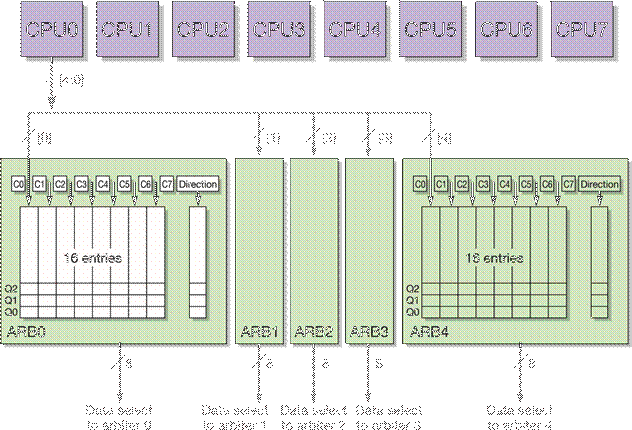 CPU0 CPU1 CPU2 CPU3 CPU4 CPU5 CPU6 CPU7
[4:0]
[0] [1] [2] [3] [4]
C0 C1 C2 C3 C4 C5 C6 C7 Direction C0 C1 C2 C3 C4 C5 C6 C7 Direction
16 entries 16 entries
Q2 Q2
Q1 Q1
Q0 Q0
ARB0 ARB1 ARB2 ARB3 ARB4
8 8
Data select Data select Data select Data select Data select
to arbiter 0 to arbiter 1 to arbiter 2 to arbiter 3 to arbiter 4